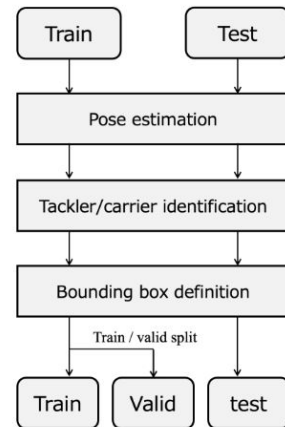 Train Test
Pose estimation
Tackler/carrier identification
Bounding box definition
Train / valid split
Train Valid test